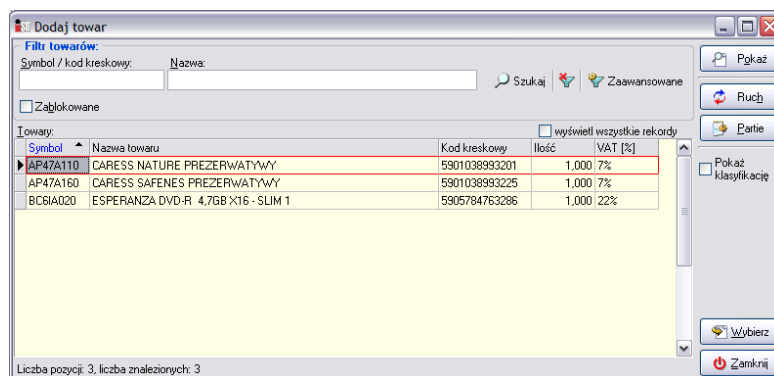 Dodaj towar
Filtr towarów:
Symbol / kod kreskowy: Nazwa:
Szukaj Zaawansowane
Zablokowane
Pokaż
Ruch
Partie
Pokaż
klasyfikację
Towary: wyświetl wszystkie rekordy
Symbol Nazwa towaru Kod kreskowy Ilość VAT [%]
AP47A110 CARESS NATURE PREZERWATYWY 5901038993201 1,000 7%
AP47A160 CARESS SAFENES PREZERWATYWY 5901038993225 1,000 7%
BC6IA020 ESPERANZA DVD-R 4,7GB X16 - SLIM 1 5905784763286 1,000 22%
Wybierz
Zamknij
Liczba pozycji: 3, liczba znalezionych: 3